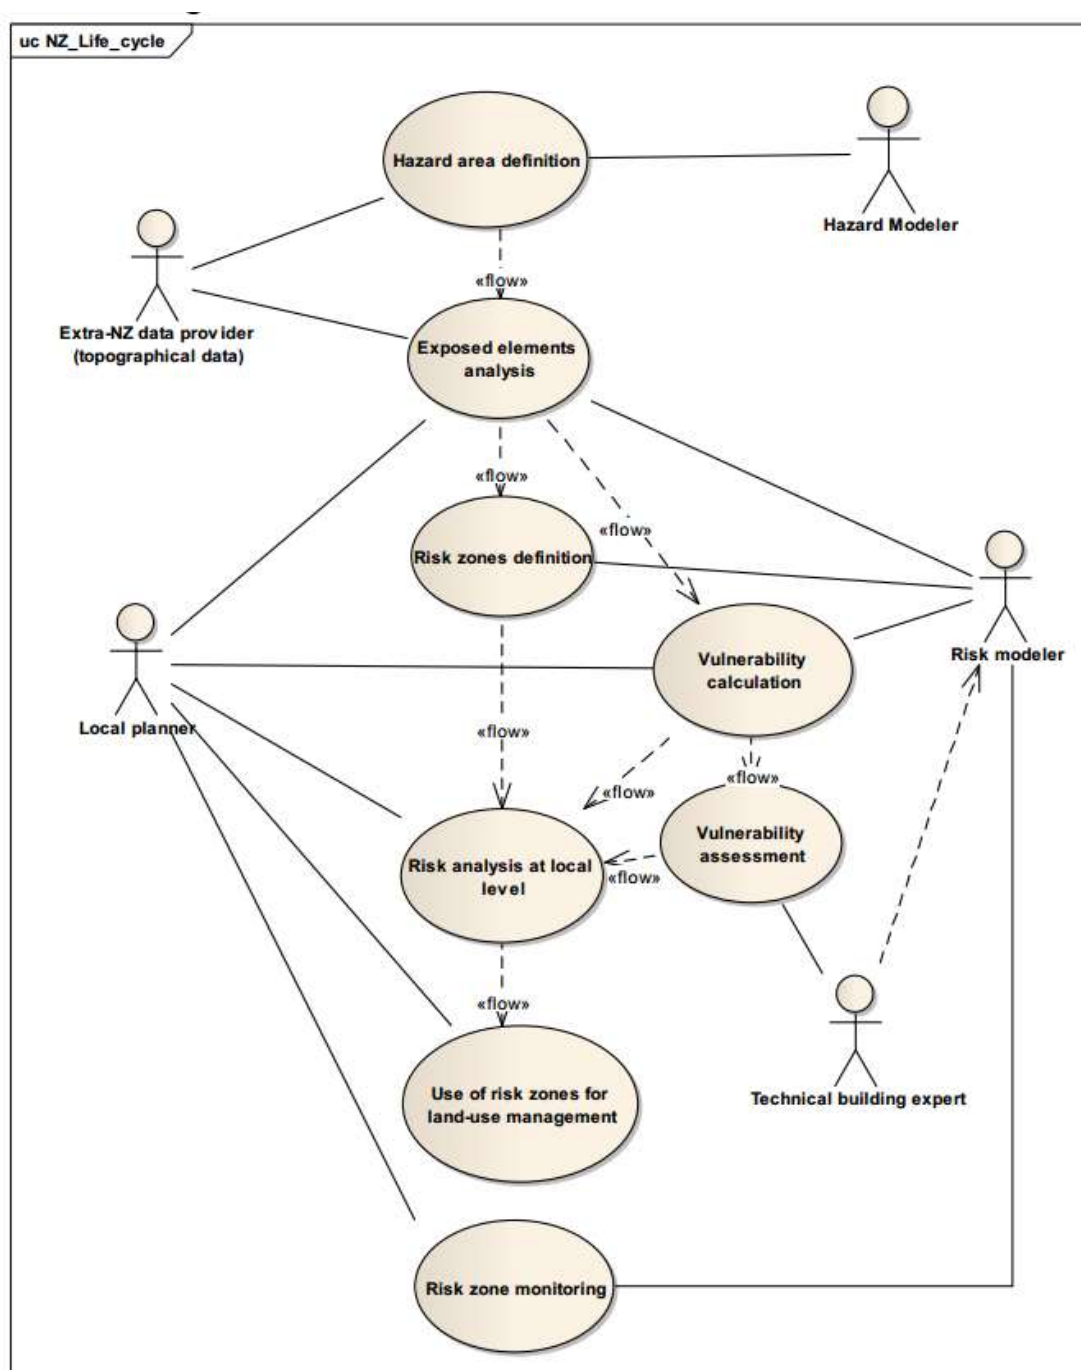 uc NZ_Life_cycle
Hazard area definition
Hazard Modeler
«flow»
Extra-NZ data provider
(topographical data)
Exposed elements
analysis
«flow»
«flow»
Risk zones definition
Vulnerability
calculation
Risk modeler
Local planner
«flow»
«flow»
«flow»
Vulnerability
assessment
Risk analysis at local
level
«flow»
«flow»
Use of risk zones for
land-use management
Technical building expert
Risk zone monitoring